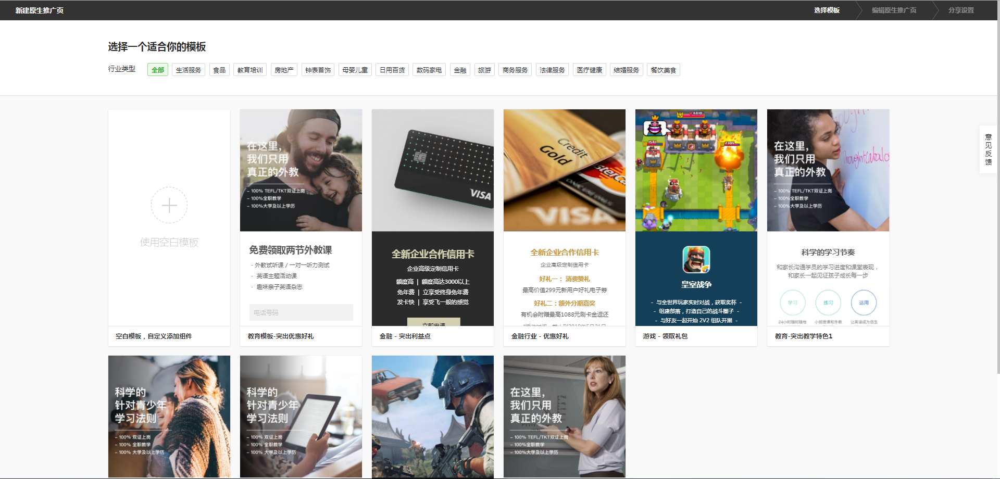 新建原生推广页
选择模板
编辑原生推广页
分享设置
选择一个适合你的模板
行业类型 全部 生活服务 食品 教育培训 房地产 钟表首饰 母婴儿童 日用百货 数码家电 金融 旅游 商务服务 法律服务 医疗健康 结婚服务 餐饮美食
意见反馈
使用空白模板
空白模板，自定义添加组件
在这里，
我们只用
真正的外教
– 100% TEFL/TKT双证上岗
– 100%全职教学
– 100%大学及以上学历
免费领取两节外教课
· 外教试听课 / 一对一听力测试
· 英语主题活动课
· 趣味亲子英语杂志
电话号码
教育模板-突出优惠好礼
VISA
全新企业合作信用卡
企业高级定制信用卡
额度高 | 额度高达3000以上
免年费 | 立享受终身免年费
发卡快 | 享受飞一般的感觉
立即申请
金融 - 突出利益点
Credit
Gold
VISA
全新企业合作信用卡
企业高级定制信用卡
好礼一： 消费赞礼
最高价值299元新用户好礼电子券
好礼二：额外分期嘉奖
有机会附赠最高1088元刷卡金返还
金融行业 - 优惠好礼
1541
2305
皇室战争
- 与全世界玩家实时对战，获取奖杯 -
- 组建部落，打造自己的战斗圈子 -
- 与好友一起开始 2V2 组队开黑 -
游戏 - 领取礼包
在这里，
我们只用
真正的外教
– 100% TEFL/TKT双证上岗
– 100%全职教学
– 100%大学及以上学历
科学的学习节奏
和家长沟通学员的学习进度和课堂表现，
和家长一起见证孩子成长每一步
学习 练习 运用
24小时随时随地 小班授课和外教 让英语成为您生
教育-突出教学特色1
科学的
针对青少年
学习法则
– 100% 双证上岗
– 100% 全职教学
– 100% 大学及以上学历
科学的
针对青少年
学习法则
– 100% 双证上岗
– 100% 全职教学
– 100% 大学及以上学历
在这里，
我们只用
真正的外教
– 100% TEFL/TKT双证上岗
– 100%全职教学
– 100%大学及以上学历